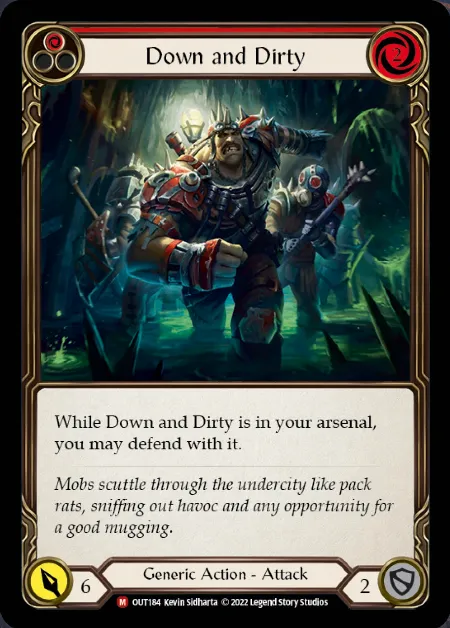 Down and Dirty
2
While Down and Dirty is in your arsenal,
you may defend with it.
Mobs scuttle through the undercity like pack
rats, sniffing out havoc and any opportunity for
a good mugging.
6
Generic Action - Attack
2
M OUT184 Kevin Sidharta © 2022 Legend Story Studios